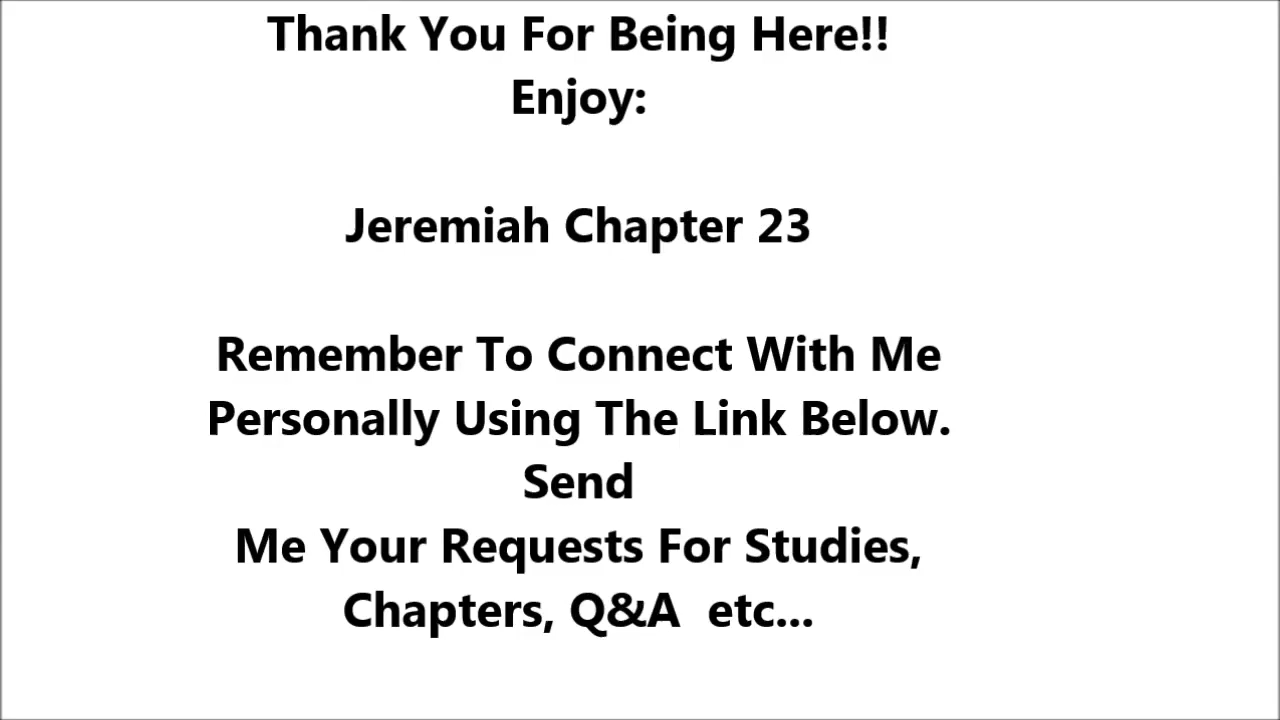 Thank You For Being Here!!
Enjoy:
Jeremiah Chapter 23
Remember To Connect With Me
Personally Using The Link Below.
Send
Me Your Requests For Studies,
Chapters, Q&A  etc...